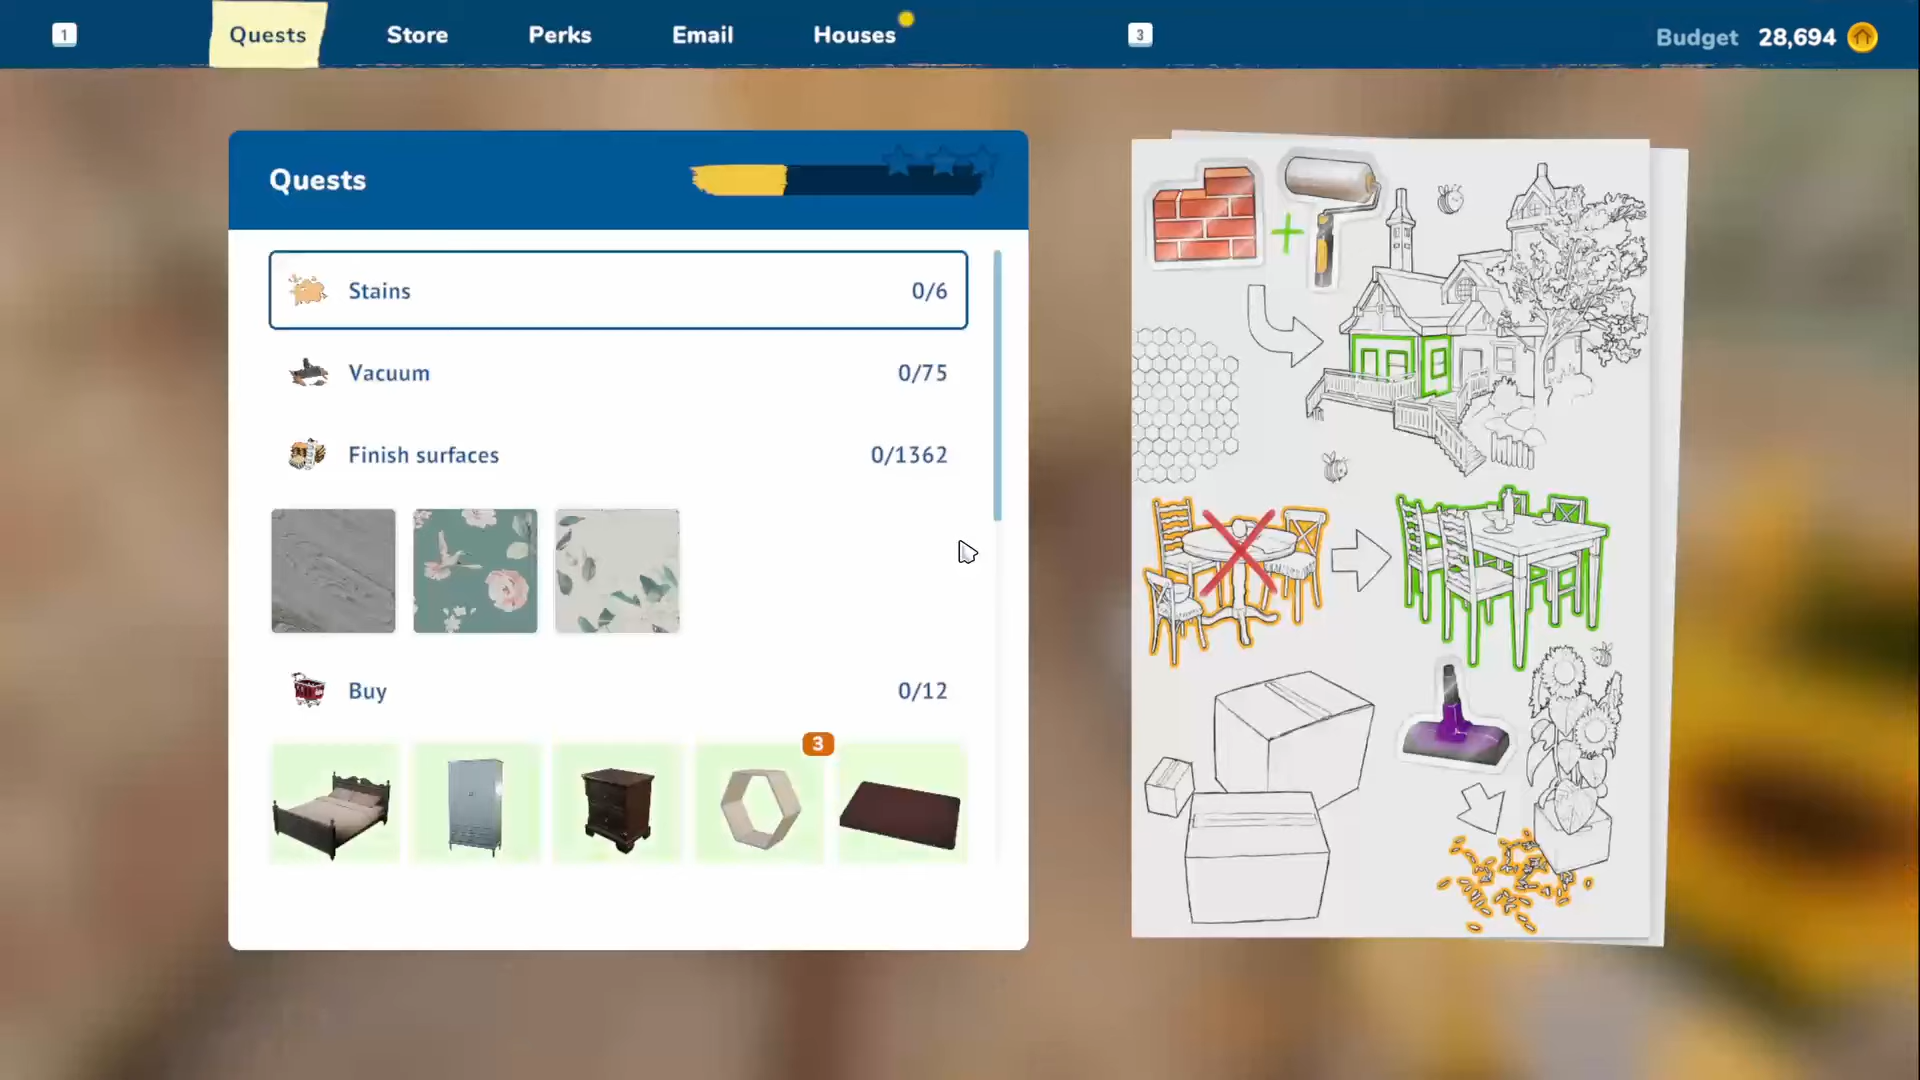 1
Quests
Store
Perks
Email
Houses
3
Budget 28,694
Quests
Stains 0/6
Vacuum 0/75
Finish surfaces 0/1362
Buy 0/12
3